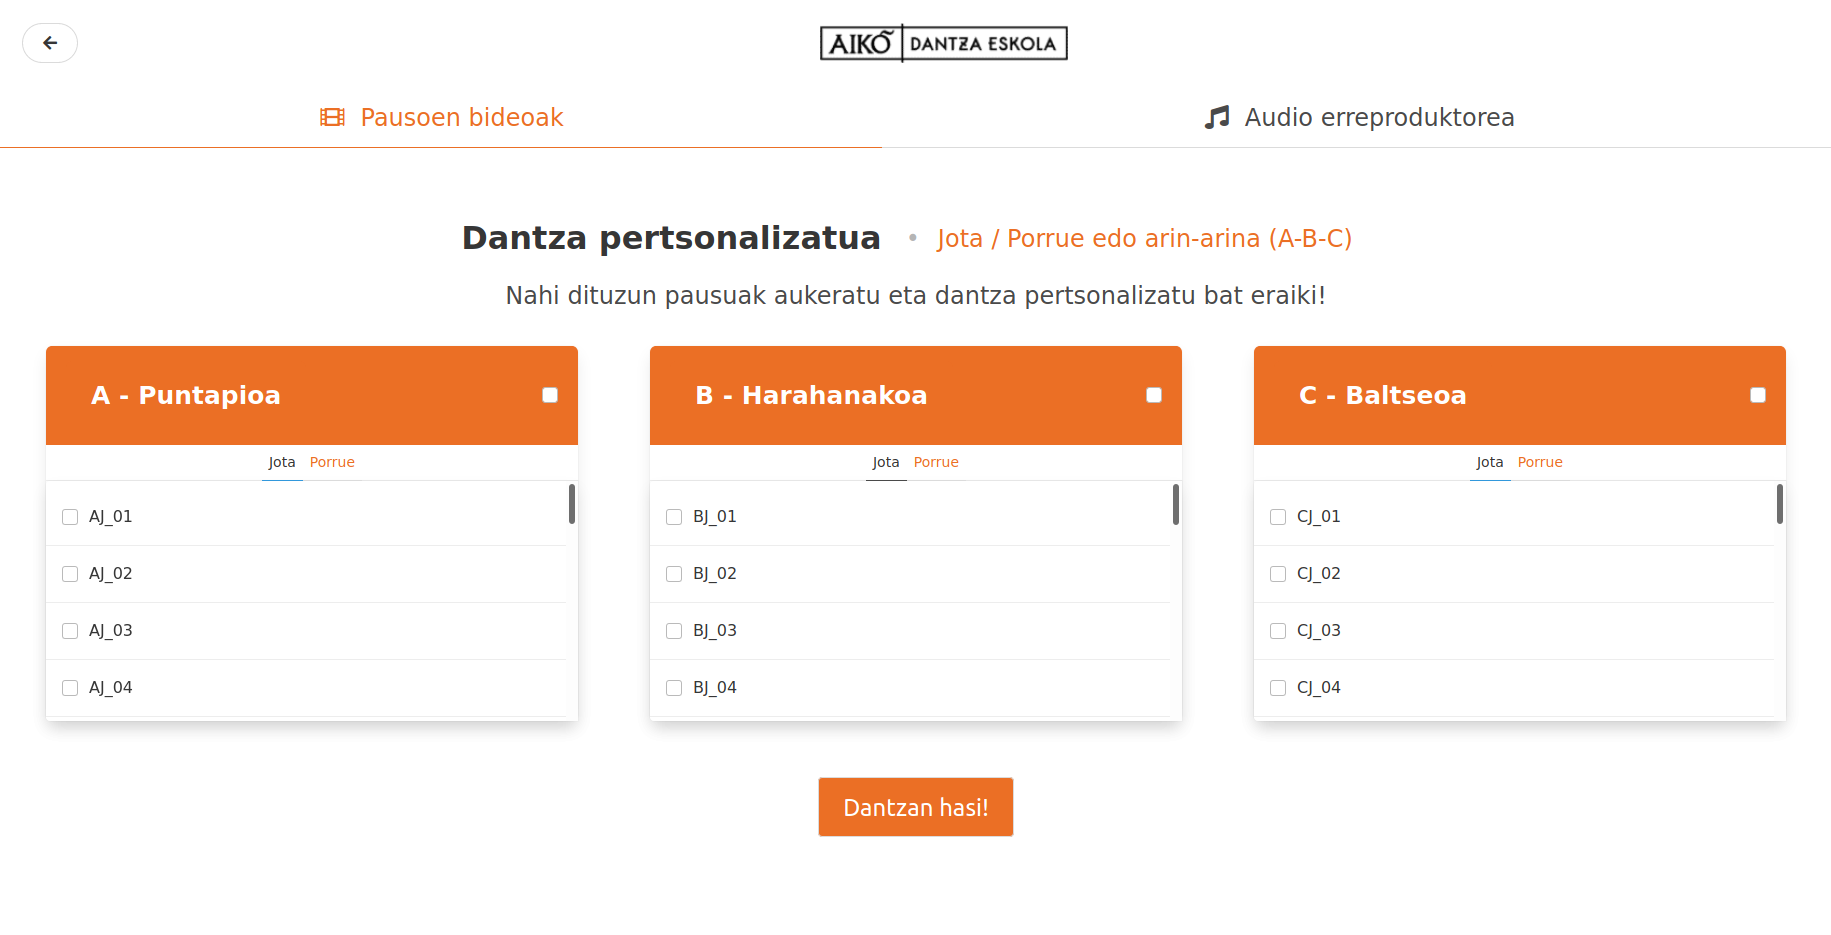 AIKO DANTZA ESKOLA
Pausoen bideoak
Audio erreproduktorea
Dantza pertsonalizatua • Jota / Porrue edo arin-arina (A-B-C)
Nahi dituzun pausuak aukeratu eta dantza pertsonalizatu bat eraiki!
A - Puntapioa
Jota Porrue
AJ_01
AJ_02
AJ_03
AJ_04
B - Harahanakoa
Jota Porrue
BJ_01
BJ_02
BJ_03
BJ_04
C - Baltseoa
Jota Porrue
CJ_01
CJ_02
CJ_03
CJ_04
Dantzan hasi!